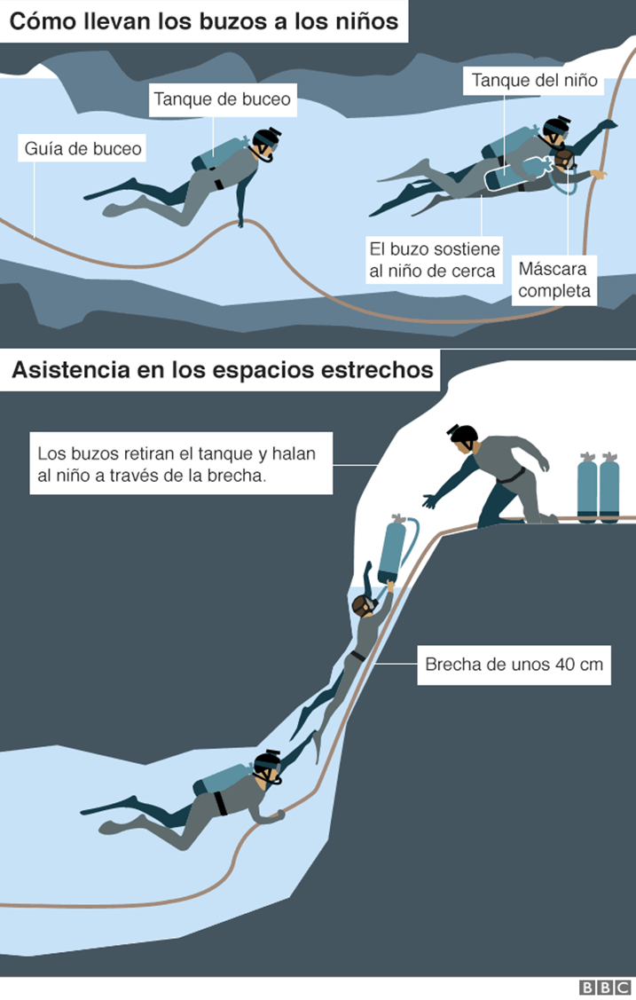 Cómo llevan los buzos a los niños
Tanque de buceo
Tanque del niño
Guía de buceo
El buzo sostiene
al niño de cerca
Máscara
completa
Asistencia en los espacios estrechos
Los buzos retiran el tanque y halan
al niño a través de la brecha.
Brecha de unos 40 cm
BBC